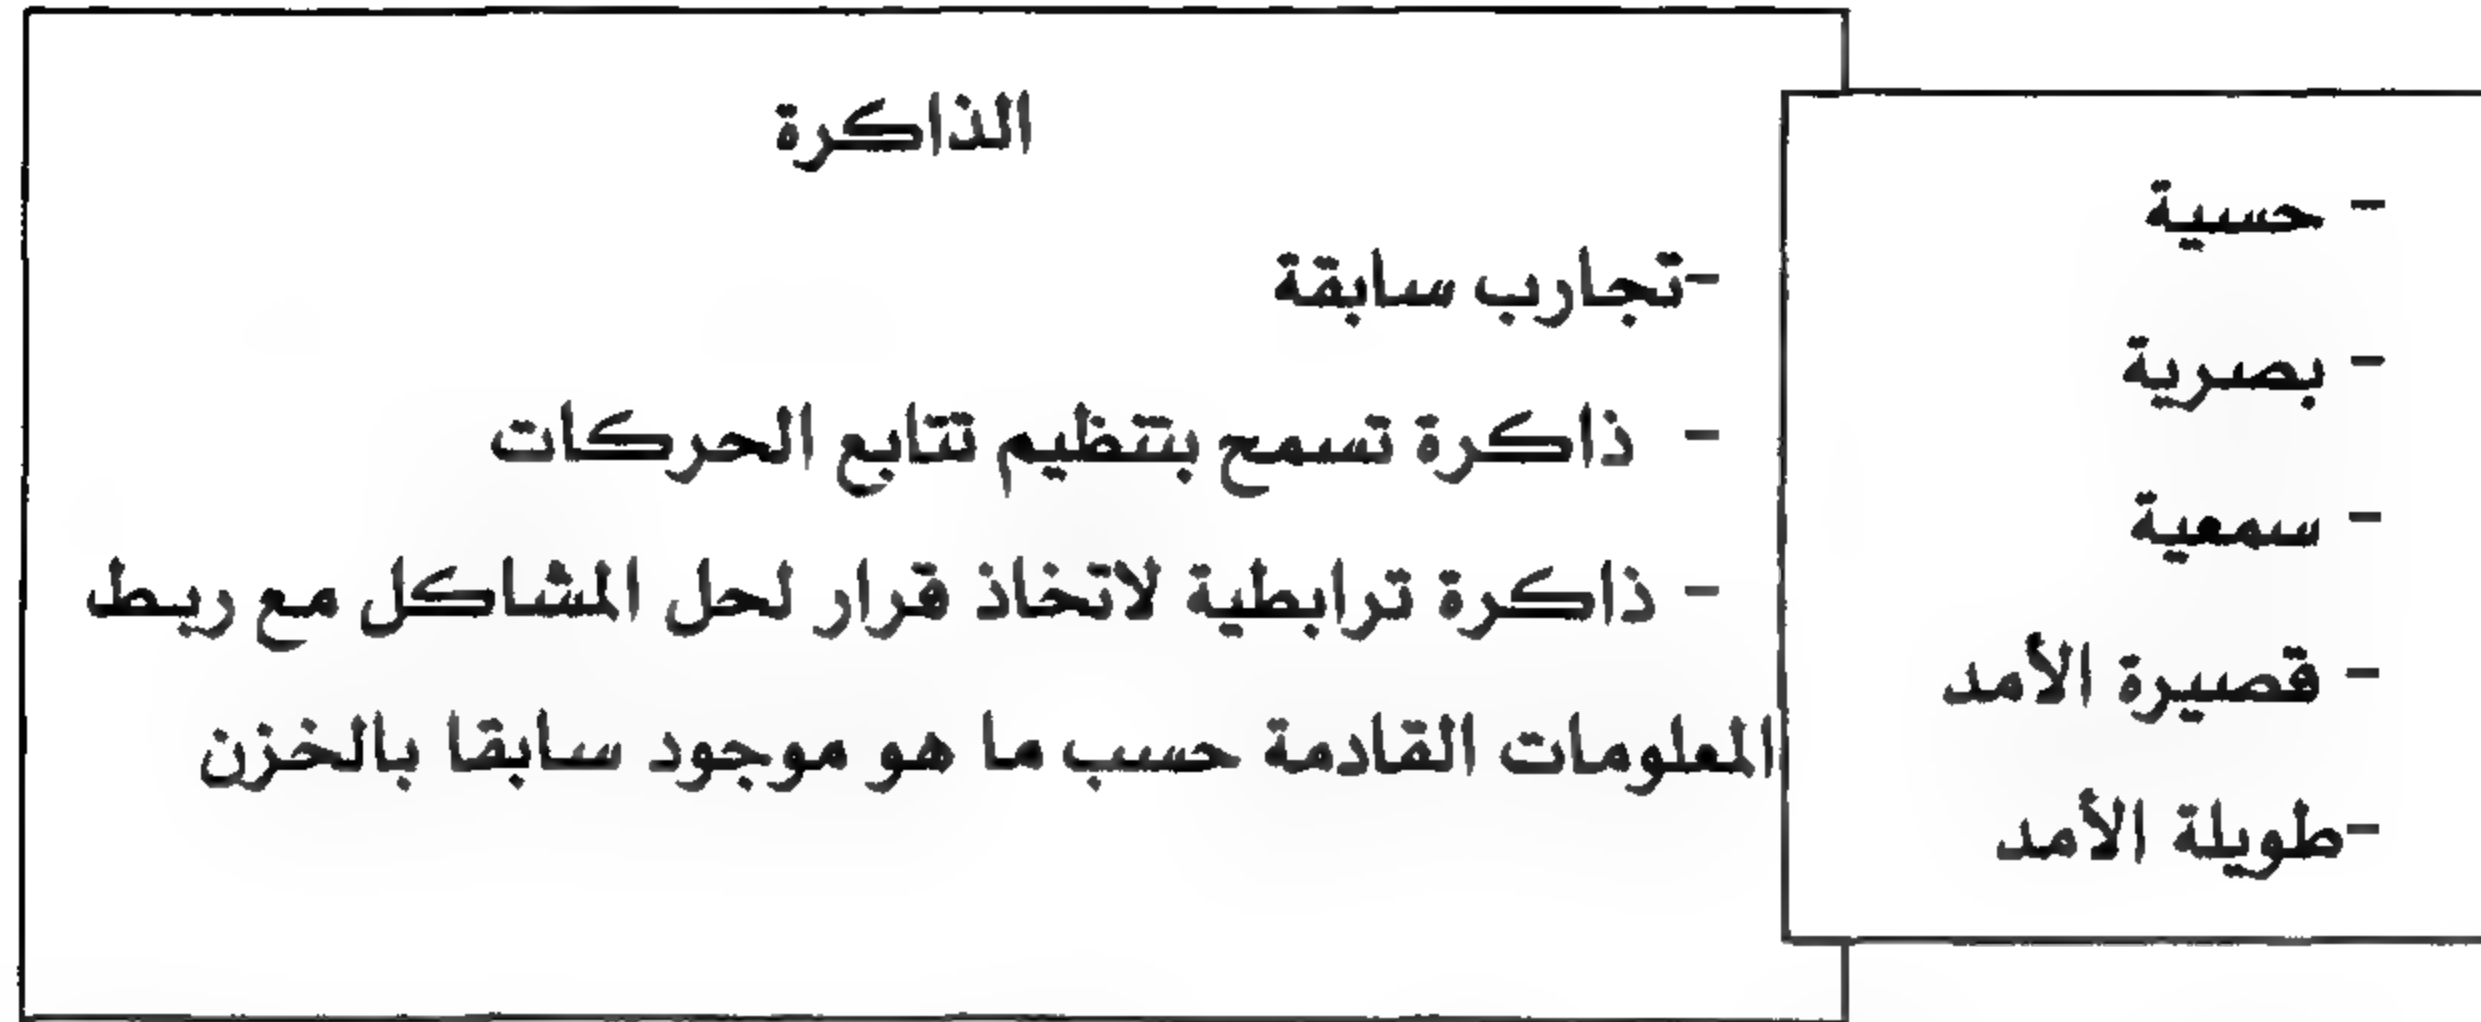 الذاكرة
-تجارب سابقة
- ذاكرة تسمح بتنظيم تتابع الحركات
- ذاكرة ترابطية لاتخاذ قرار لحل المشاكل مع ربط
المعلومات القادمة حسب ما هو موجود سابقا بالخزن
- حسية
- بصرية
- سمعية
- قصيرة الأمد
-طويلة الأمد